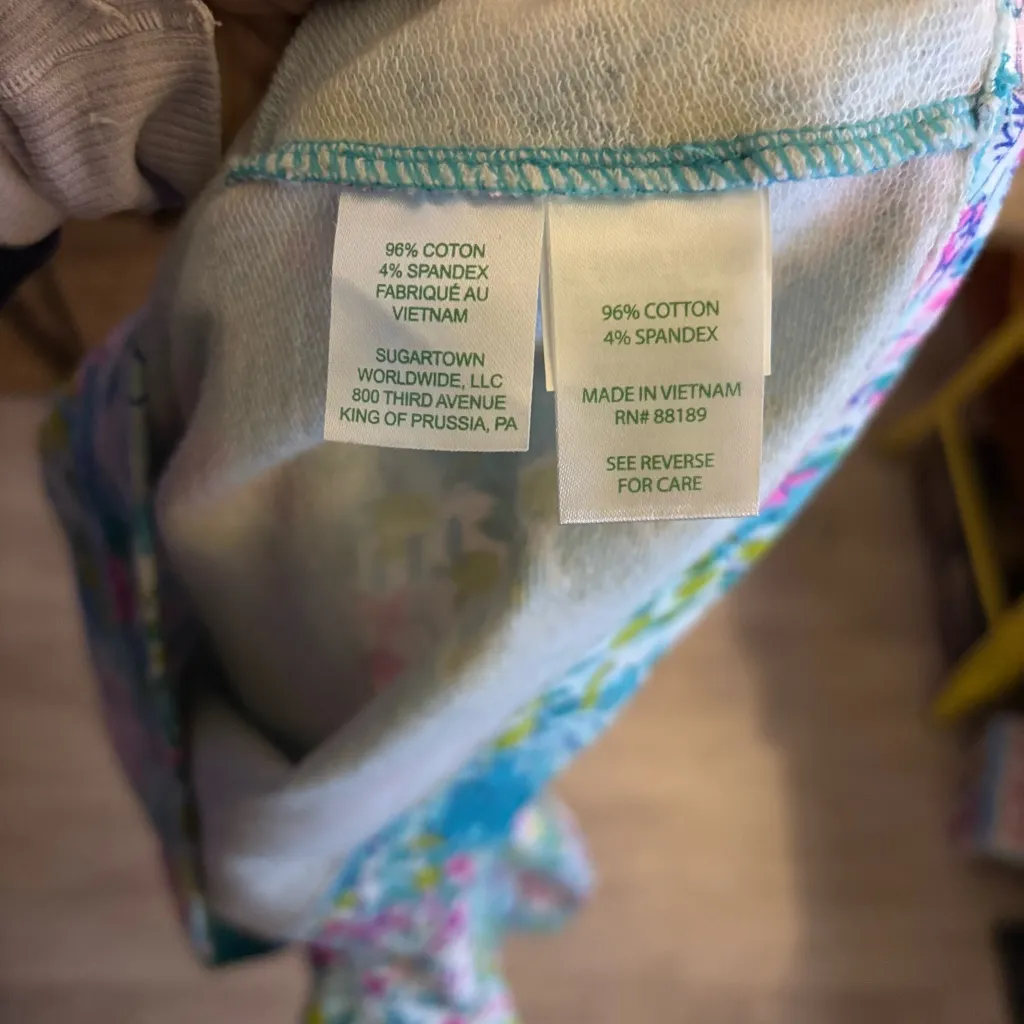 96% COTON
4% SPANDEX
FABRIQUÉ AU
VIETNAM
SUGARTOWN
WORLDWIDE, LLC
800 THIRD AVENUE
KING OF PRUSSIA, PA
96% COTTON
4% SPANDEX
MADE IN VIETNAM
RN# 88189
SEE REVERSE
FOR CARE